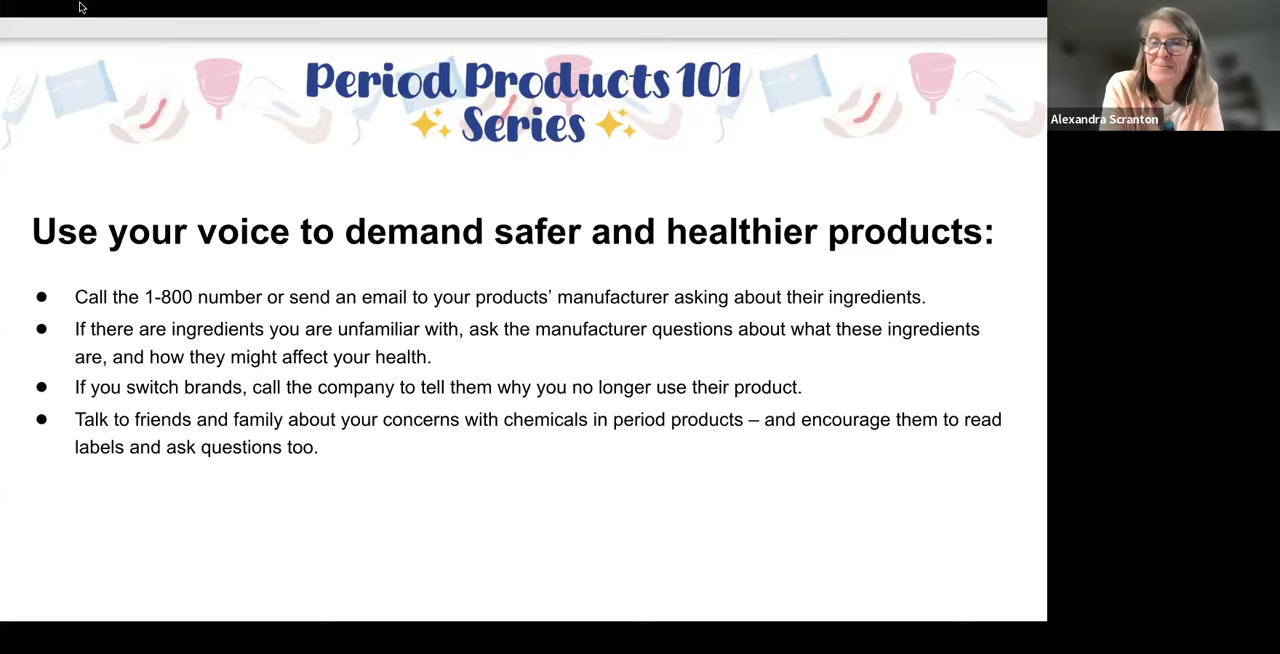 Period Products 101
Series
Alexandra Scranton
Use your voice to demand safer and healthier products:
● Call the 1-800 number or send an email to your products’ manufacturer asking about their ingredients.
● If there are ingredients you are unfamiliar with, ask the manufacturer questions about what these ingredients
are, and how they might affect your health.
● If you switch brands, call the company to tell them why you no longer use their product.
● Talk to friends and family about your concerns with chemicals in period products – and encourage them to read
labels and ask questions too.